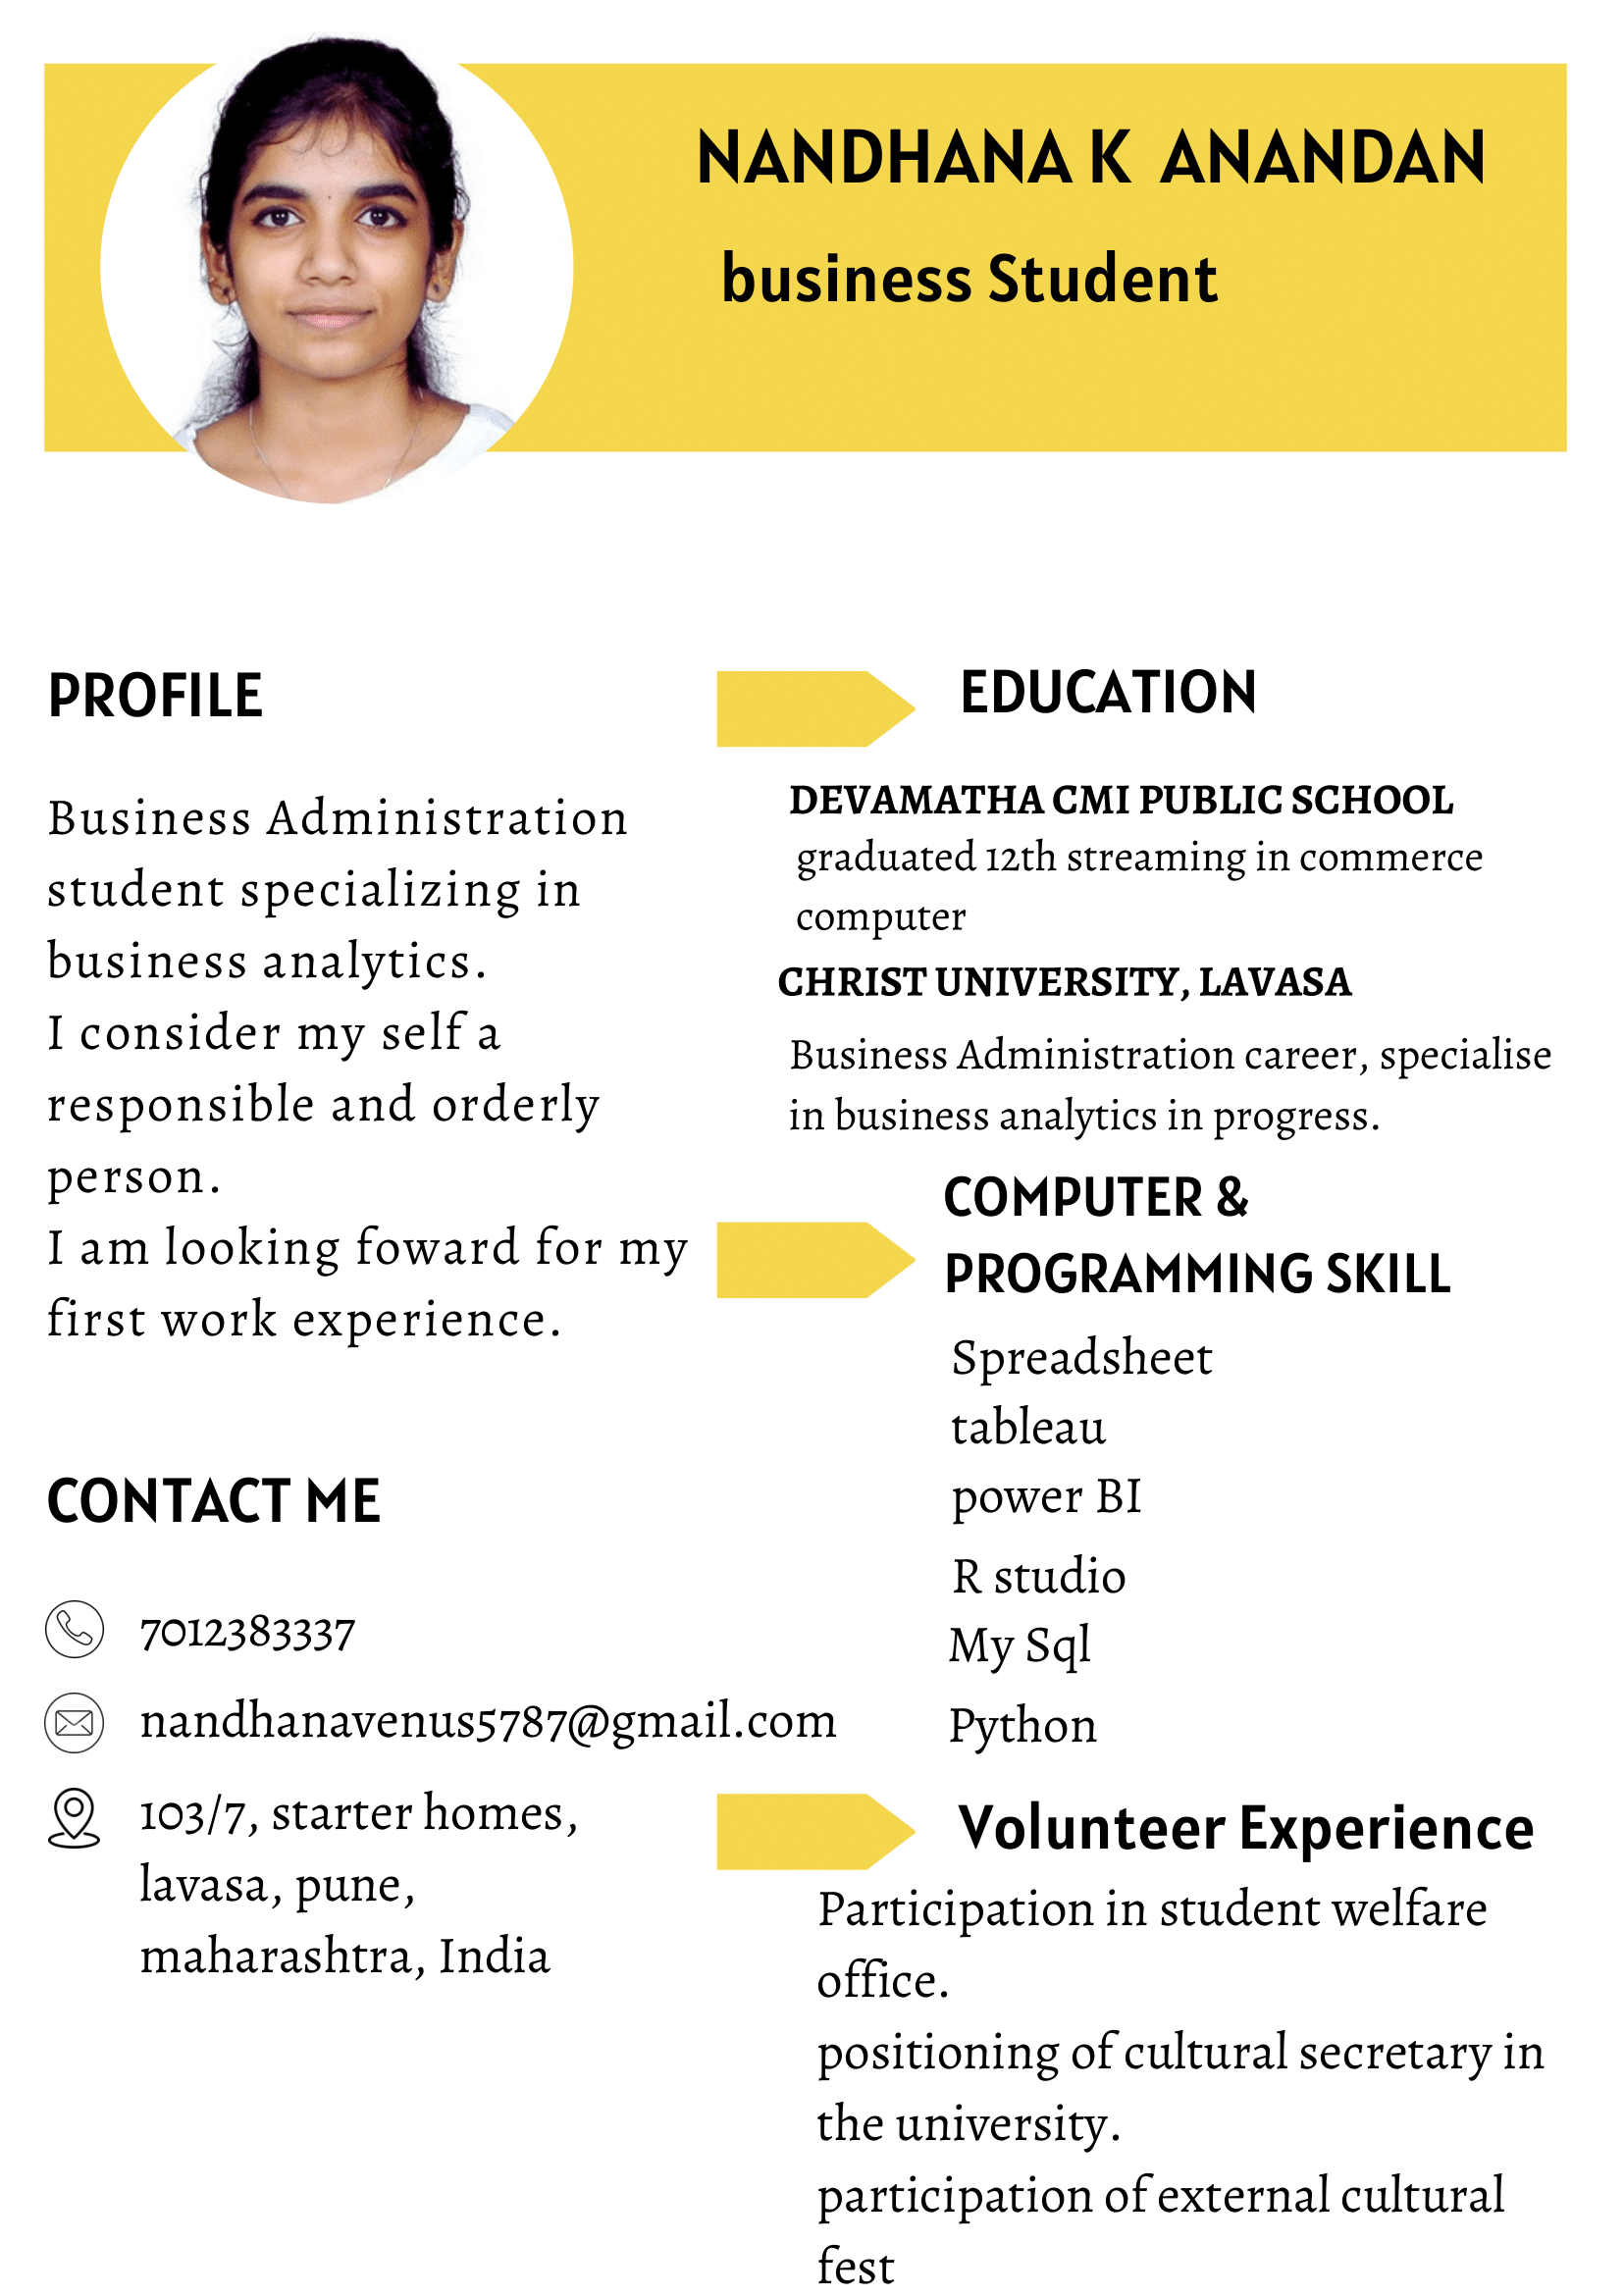 NANDHANA K ANANDAN
business Student
PROFILE
Business Administration
student specializing in
business analytics.
I consider my self a
responsible and orderly
person.
I am looking foward for my
first work experience.
CONTACT ME
7012383337
nandhanavenus5787@gmail.com
103/7, starter homes,
lavasa, pune,
maharashtra, India
EDUCATION
DEVAMATHA CMI PUBLIC SCHOOL
graduated 12th streaming in commerce
computer
CHRIST UNIVERSITY, LAVASA
Business Administration career, specialise
in business analytics in progress.
COMPUTER &
PROGRAMMING SKILL
Spreadsheet
tableau
power BI
R studio
My Sql
Python
Volunteer Experience
Participation in student welfare
office.
positioning of cultural secretary in
the university.
participation of external cultural
fest